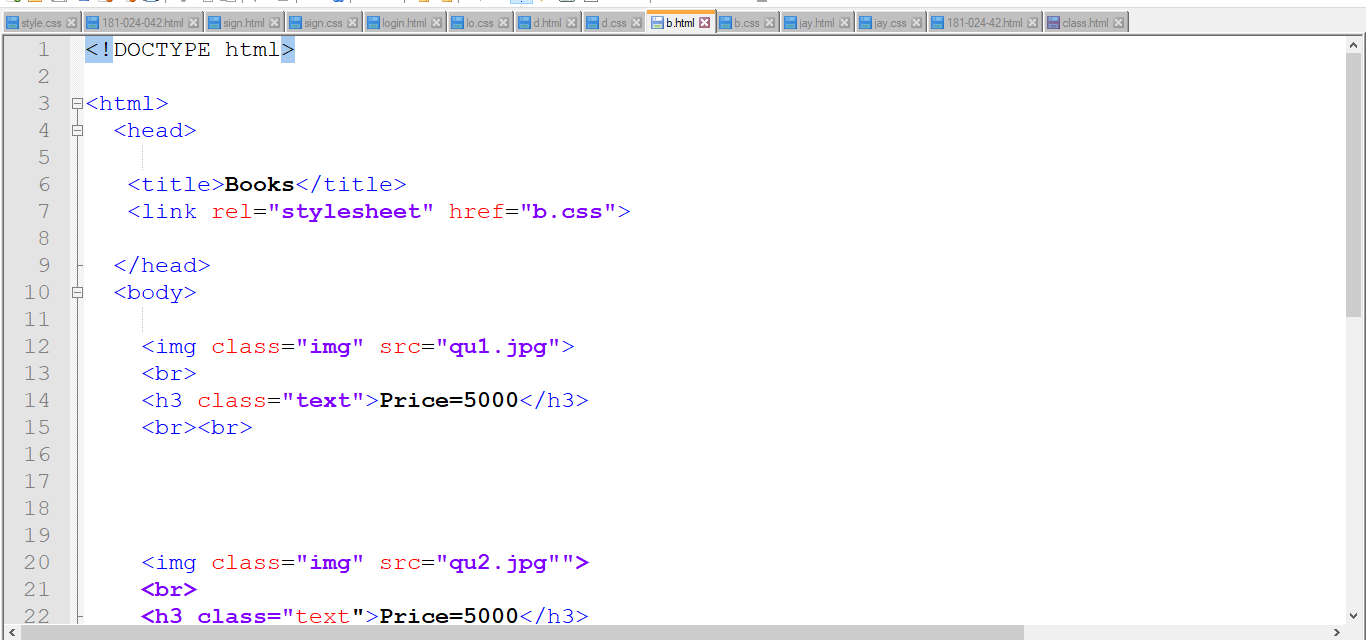 style.css 181-024-042.html sign.html sign.css login.html lo.css d.html d.css b.html b.css jay.html jay.css 181-024-42.html class.html
1 <!DOCTYPE html>
2
3 <html>
4 <head>
5
6 <title>Books</title>
7 <link rel="stylesheet" href="b.css">
8
9 </head>
10 <body>
11
12 <img class="img" src="qu1.jpg">
13 <br>
14 <h3 class="text">Price=5000</h3>
15 <br><br>
16
17
18
19
20 <img class="img" src="qu2.jpg"">
21 <br>
22 <h3 class="text">Price=5000</h3>